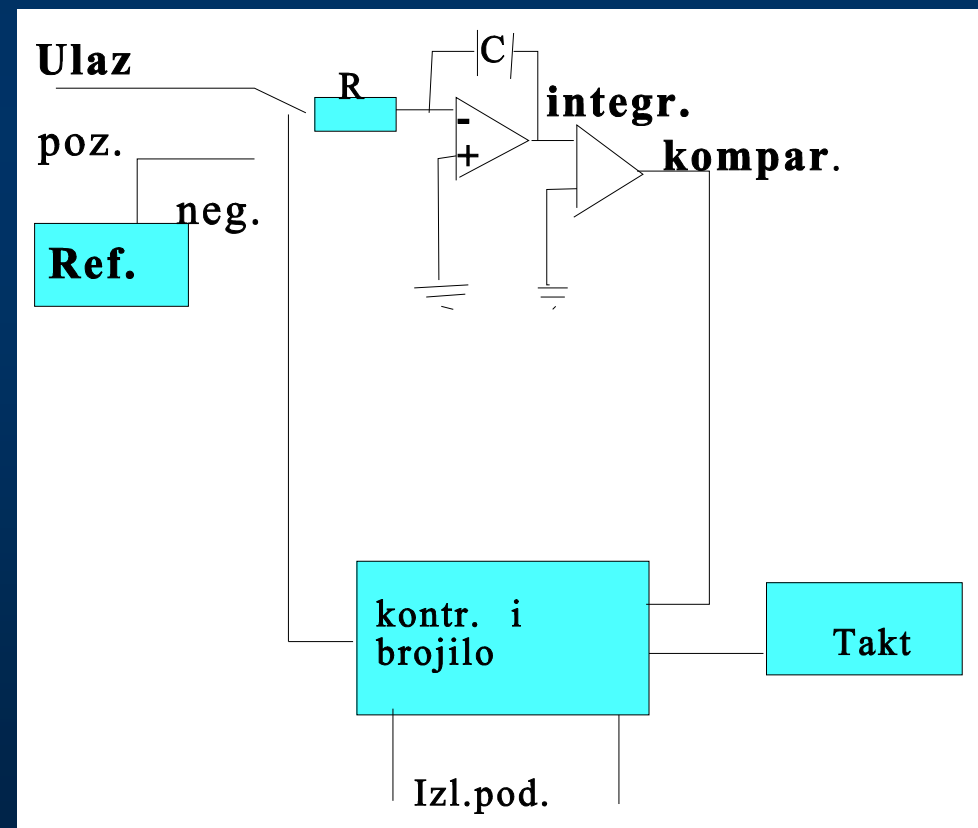 Ulaz
R
C
integr.
poz.
kompar.
neg.
Ref.
-
+
kontr. i
brojilo
Takt
Izl.pod.